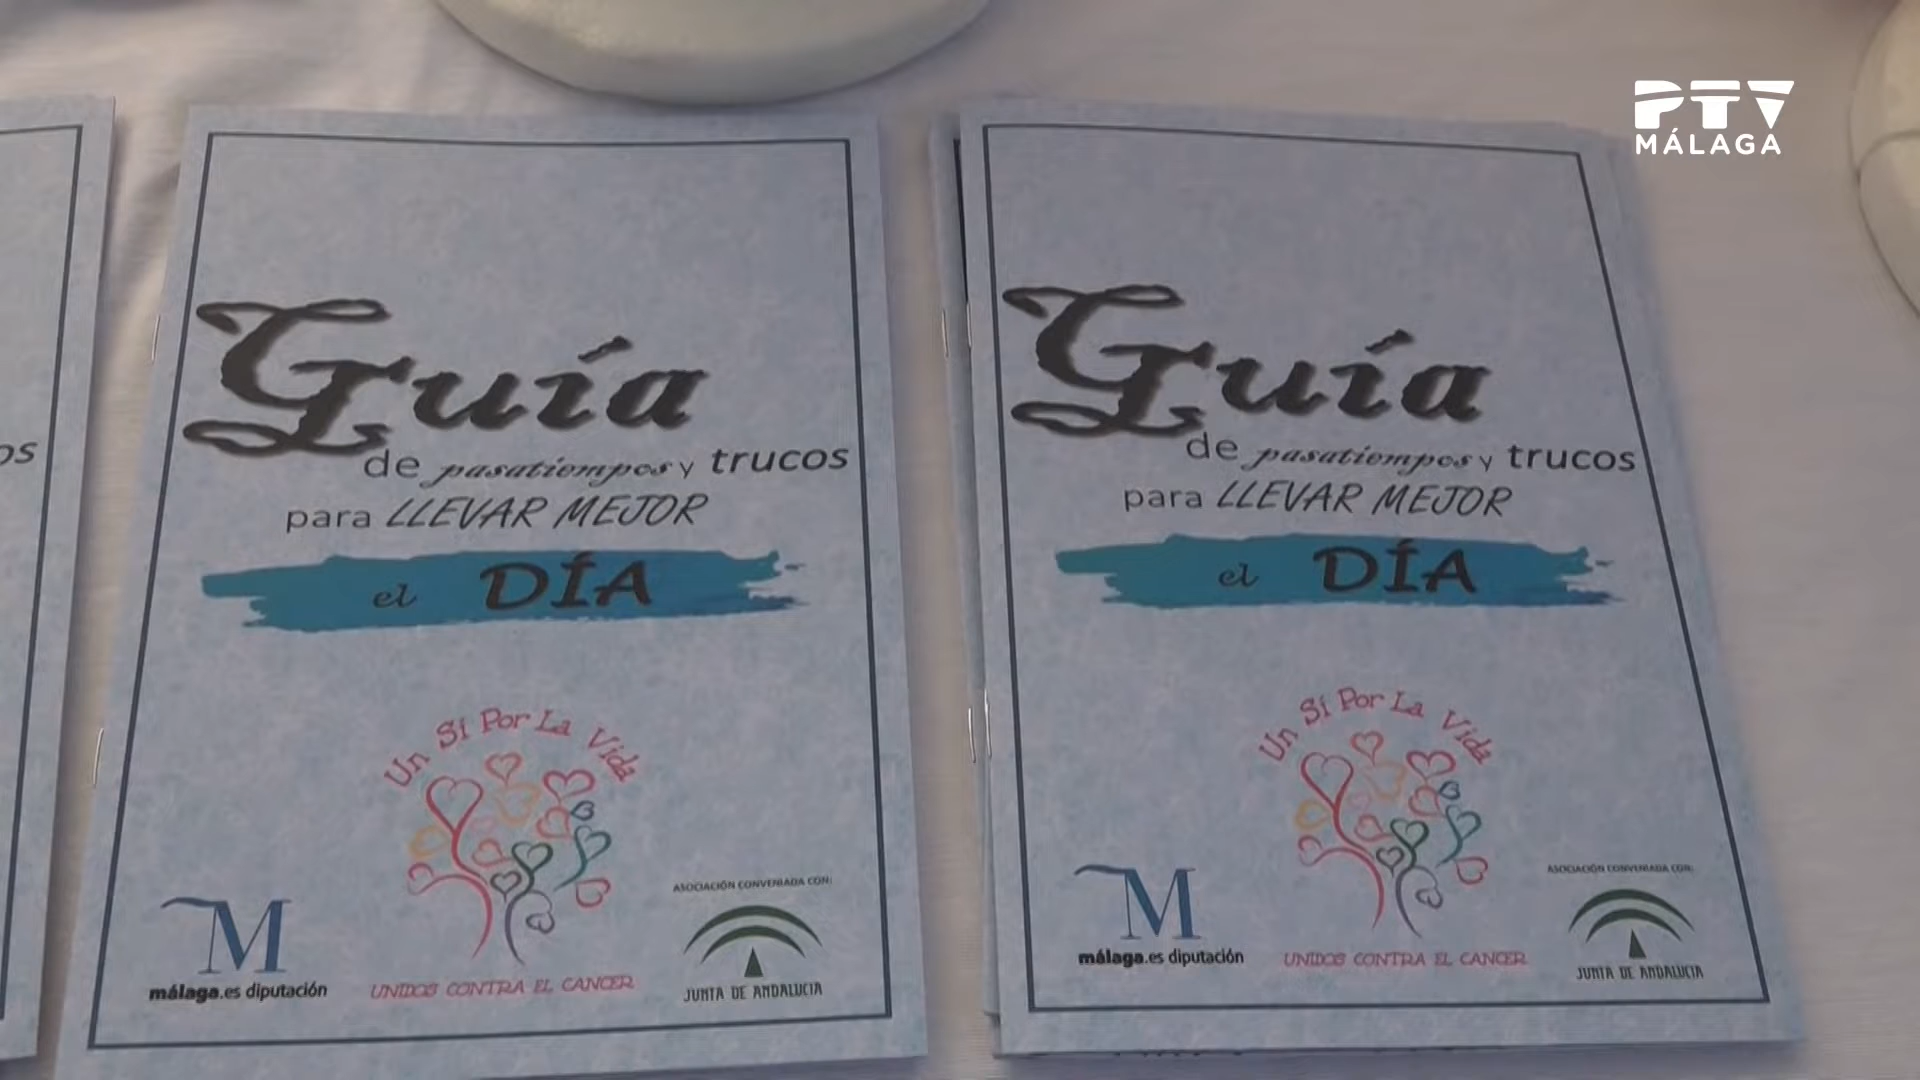 PTV
MÁLAGA
os
Guía
de pasatiempos y trucos
para LLEVAR MEJOR
el DÍA
Un Sí Por La Vida
UNIDOS CONTRA EL CANCER
M
málaga.es diputación
ASOCIACIÓN CONVENIADA CON:
JUNTA DE ANDALUCIA
Guía
de pasatiempos y trucos
para LLEVAR MEJOR
el DÍA
Un Sí Por La Vida
UNIDOS CONTRA EL CANCER
M
málaga.es diputación
ASOCIACIÓN CONVENIADA CON:
JUNTA DE ANDALUCIA